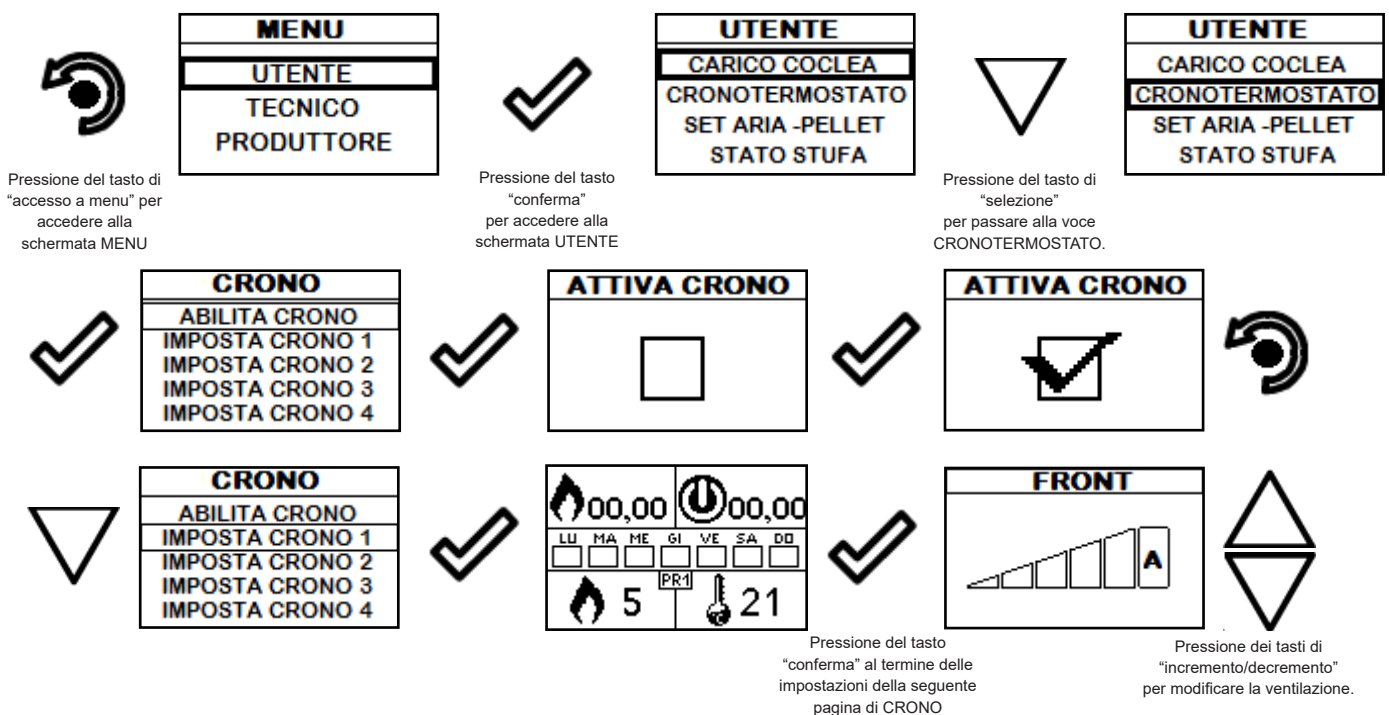 MENU
UTENTE
TECNICO
PRODUTTORE
Pressione del tasto di
“accesso a menu” per
accedere alla
schermata MENU
UTENTE
CARICO COCLEA
CRONOTERMOSTATO
SET ARIA -PELLET
STATO STUFA
Pressione del tasto
“conferma”
per accedere alla
schermata UTENTE
UTENTE
CARICO COCLEA
CRONOTERMOSTATO
SET ARIA -PELLET
STATO STUFA
Pressione del tasto di
“selezione”
per passare alla voce
CRONOTERMOSTATO.
CRONO
ABILITA CRONO
IMPOSTA CRONO 1
IMPOSTA CRONO 2
IMPOSTA CRONO 3
IMPOSTA CRONO 4
ATTIVA CRONO
ATTIVA CRONO
CRONO
ABILITA CRONO
IMPOSTA CRONO 1
IMPOSTA CRONO 2
IMPOSTA CRONO 3
IMPOSTA CRONO 4
00,00 00,00
LU MA ME GI VE SA DO
PR1
5 21
FRONT
A
Pressione del tasto
“conferma” al termine delle
impostazioni della seguente
pagina di CRONO
Pressione dei tasti di
“incremento/decremento”
per modificare la ventilazione.